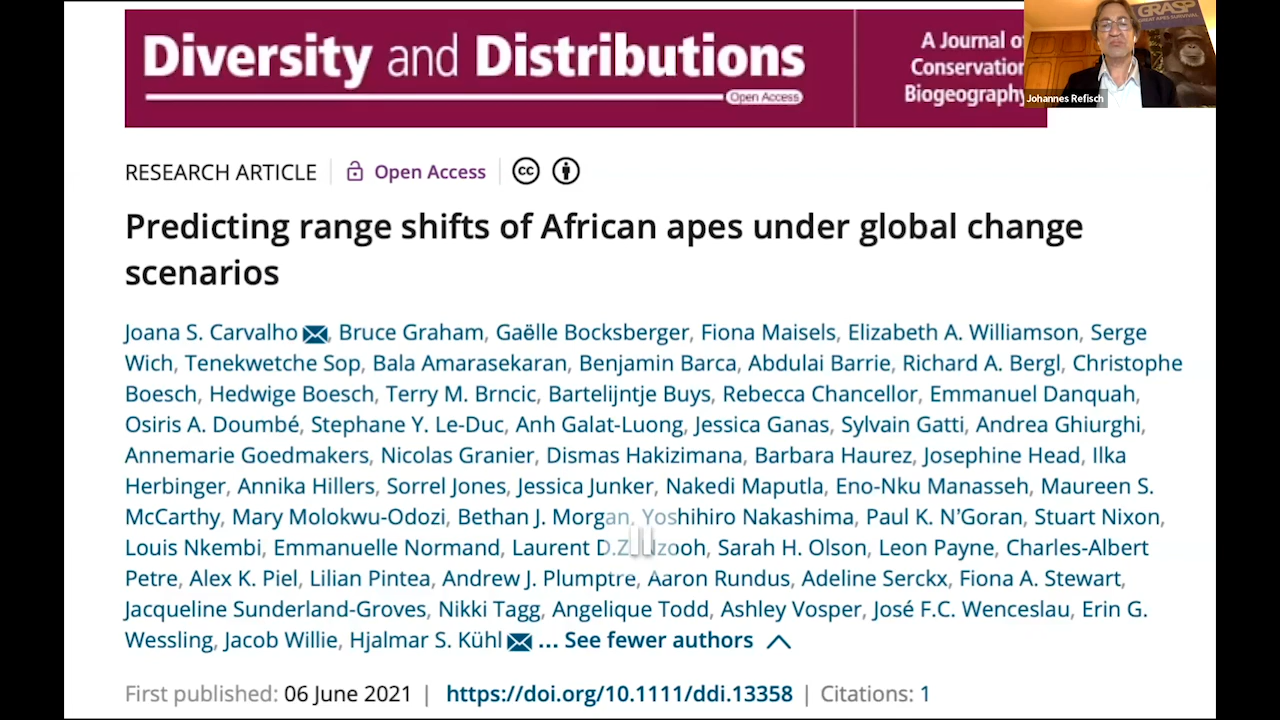 Diversity and Distributions
Open Access
A Journal of
Conservation
Biogeography
GRASP
GREAT APES SURVIVAL
Johannes Refisch
RESEARCH ARTICLE
Open Access
cc
Predicting range shifts of African apes under global change
scenarios
Joana S. Carvalho, Bruce Graham, Gaëlle Bocksberger, Fiona Maisels, Elizabeth A. Williamson, Serge
Wich, Tenekwetche Sop, Bala Amarasekaran, Benjamin Barca, Abdulai Barrie, Richard A. Bergl, Christophe
Boesch, Hedwige Boesch, Terry M. Brncic, Bartelijntje Buys, Rebecca Chancellor, Emmanuel Danquah,
Osiris A. Doumbé, Stephane Y. Le-Duc, Anh Galat-Luong, Jessica Ganas, Sylvain Gatti, Andrea Ghiurghi,
Annemarie Goedmakers, Nicolas Granier, Dismas Hakizimana, Barbara Haurez, Josephine Head, Ilka
Herbinger, Annika Hillers, Sorrel Jones, Jessica Junker, Nakedi Maputla, Eno-Nku Manasseh, Maureen S.
McCarthy, Mary Molokwu-Odozi, Bethan J. Morgan, Yoshihiro Nakashima, Paul K. N’Goran, Stuart Nixon,
Louis Nkembi, Emmanuelle Normand, Laurent Sarah H. Olson, Leon Payne, Charles-Albert
Petre, Alex K. Piel, Lilian Pintea, Andrew J. Plumptre, Aaron Rundus, Adeline Serckx, Fiona A. Stewart,
Jacqueline Sunderland-Groves, Nikki Tagg, Angelique Todd, Ashley Vosper, José F.C. Wenceslau, Erin G.
Wessling, Jacob Willie, Hjalmar S. Kühl ... See fewer authors
First published: 06 June 2021 | https://doi.org/10.1111/ddi.13358 | Citations: 1